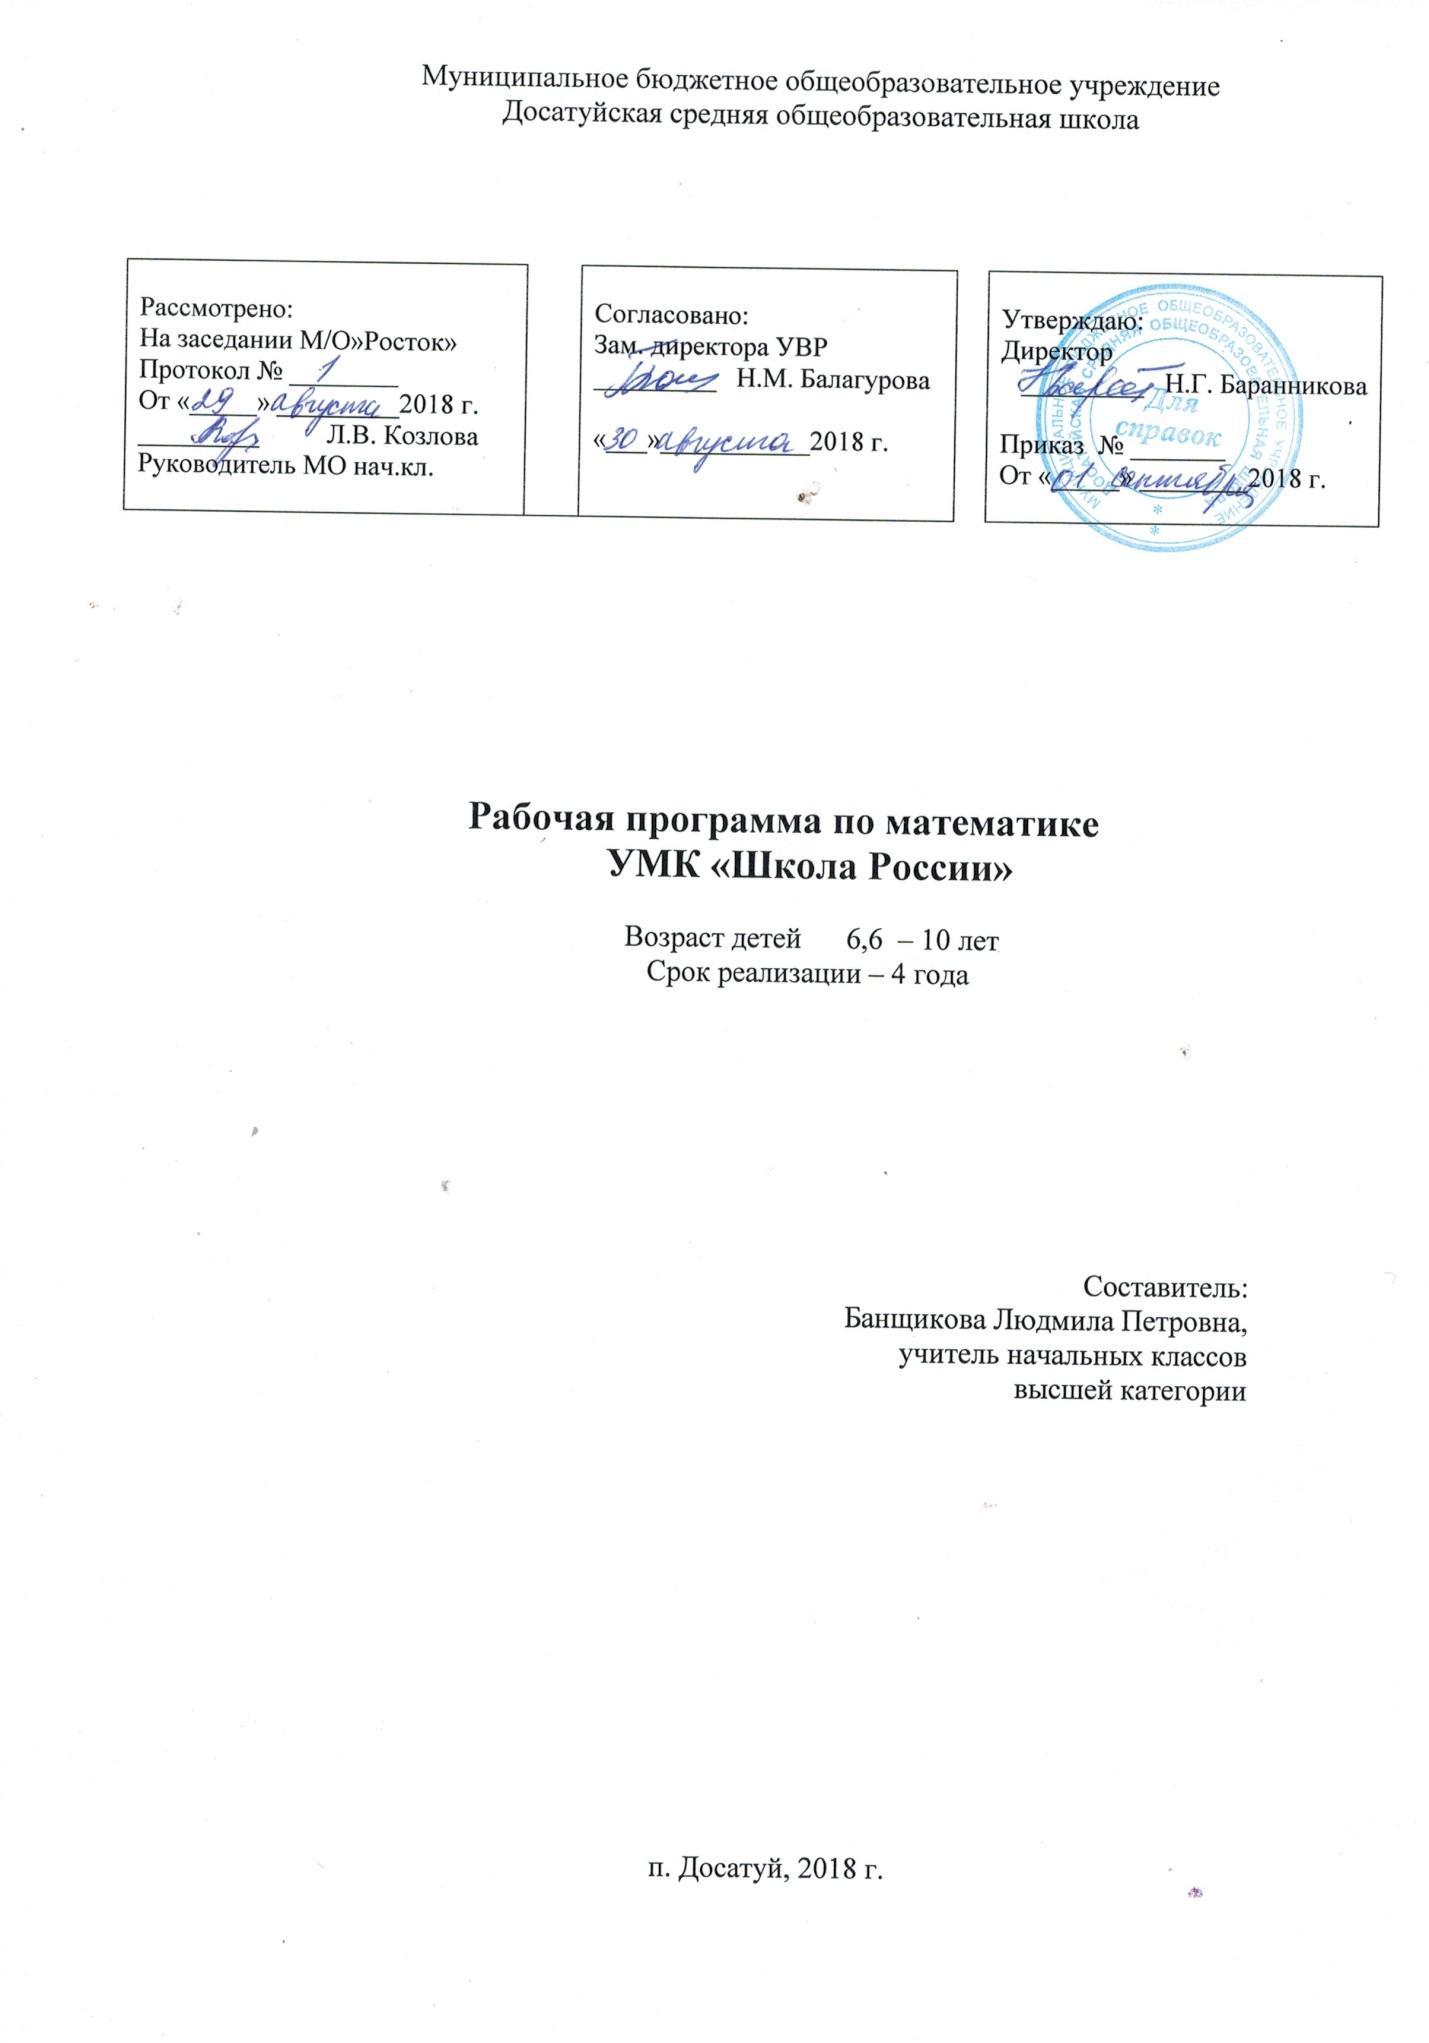 Муниципальное бюджетное общеобразовательное учреждение
Досатуйская средняя общеобразовательная школа
Рассмотрено:
На заседании М/О»Росток»
Протокол № 1
От «29» августа 2018 г.
Л.В. Козлова
Руководитель МО нач.кл.
Согласовано:
Зам. директора УВР
Н.М. Балагурова
«30» августа 2018 г.
Утверждаю:
Директор
Н.Г. Баранникова
Приказ № ________
От «01» сентября 2018 г.
Для
справок
Рабочая программа по математике
УМК «Школа России»
Возраст детей 6,6 – 10 лет
Срок реализации – 4 года
Составитель:
Банщикова Людмила Петровна,
учитель начальных классов
высшей категории
п. Досатуй, 2018 г.